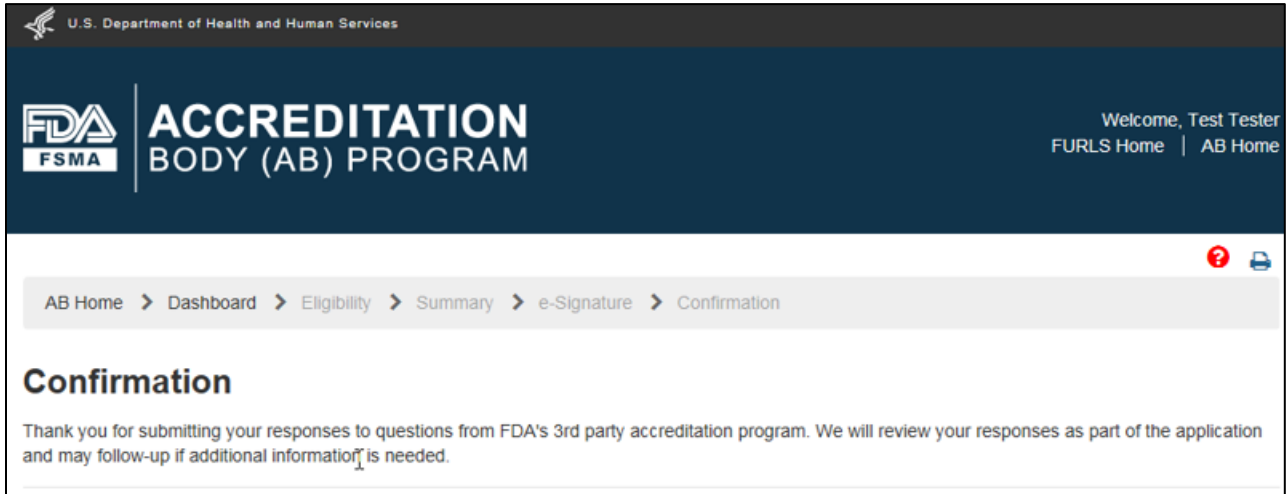 U.S. Department of Health and Human Services
FDA
FSMA
ACCREDITATION
BODY (AB) PROGRAM
Welcome, Test Tester
FURLS Home | AB Home
?
AB Home > Dashboard > Eligibility > Summary > e-Signature > Confirmation
Confirmation
Thank you for submitting your responses to questions from FDA's 3rd party accreditation program. We will review your responses as part of the application
and may follow-up if additional information is needed.